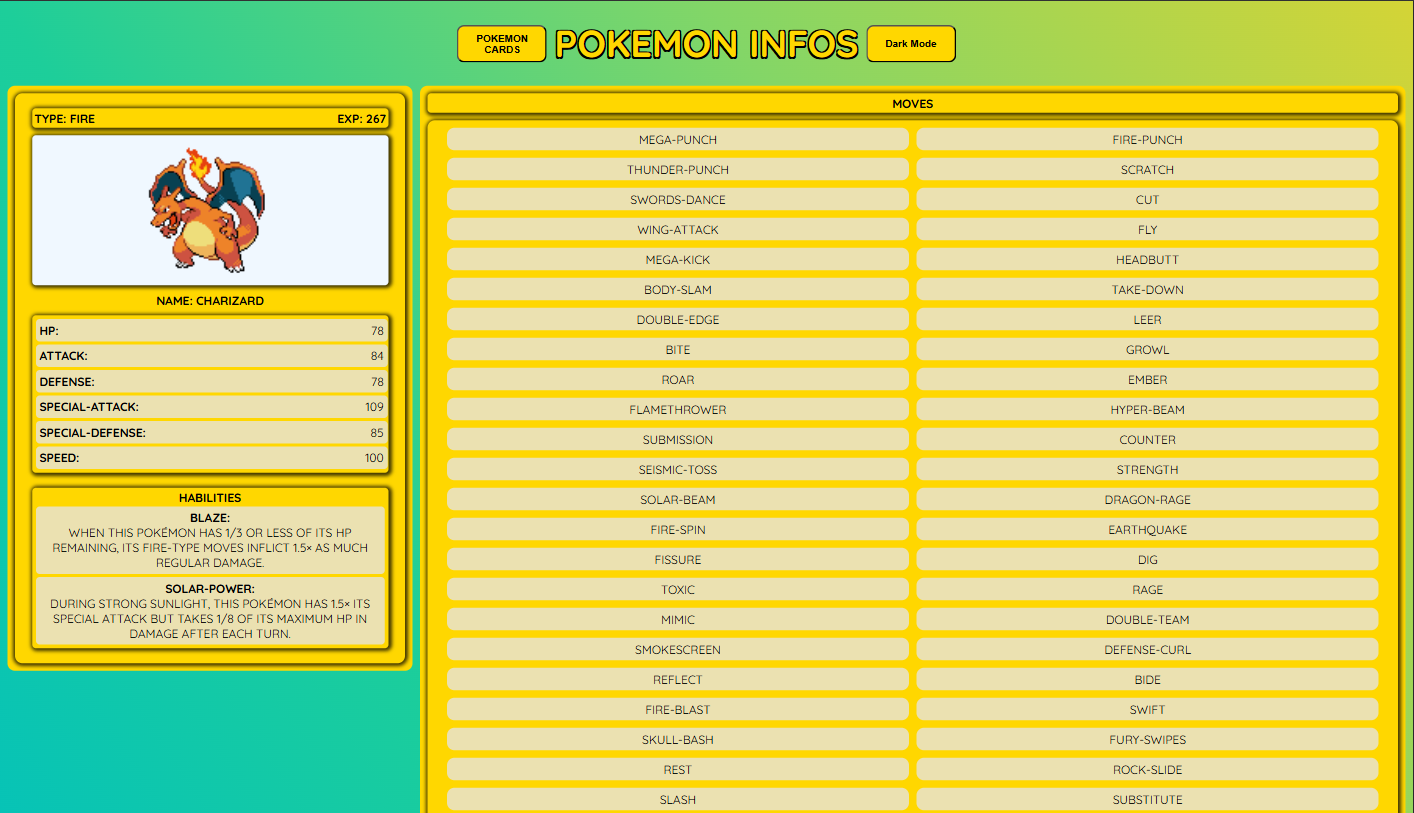 POKEMON
CARDS
POKEMON INFOS
Dark Mode
TYPE: FIRE EXP: 267
NAME: CHARIZARD
HP: 78
ATTACK: 84
DEFENSE: 78
SPECIAL-ATTACK: 109
SPECIAL-DEFENSE: 85
SPEED: 100
HABILITIES
BLAZE:
WHEN THIS POKÉMON HAS 1/3 OR LESS OF ITS HP
REMAINING, ITS FIRE-TYPE MOVES INFLICT 1.5× AS MUCH
REGULAR DAMAGE.
SOLAR-POWER:
DURING STRONG SUNLIGHT, THIS POKÉMON HAS 1.5× ITS
SPECIAL ATTACK BUT TAKES 1/8 OF ITS MAXIMUM HP IN
DAMAGE AFTER EACH TURN.
MOVES
MEGA-PUNCH FIRE-PUNCH
THUNDER-PUNCH SCRATCH
SWORDS-DANCE CUT
WING-ATTACK FLY
MEGA-KICK HEADBUTT
BODY-SLAM TAKE-DOWN
DOUBLE-EDGE LEER
BITE GROWL
ROAR EMBER
FLAMETHROWER HYPER-BEAM
SUBMISSION COUNTER
SEISMIC-TOSS STRENGTH
SOLAR-BEAM DRAGON-RAGE
FIRE-SPIN EARTHQUAKE
FISSURE DIG
TOXIC RAGE
MIMIC DOUBLE-TEAM
SMOKESCREEN DEFENSE-CURL
REFLECT BIDE
FIRE-BLAST SWIFT
SKULL-BASH FURY-SWIPES
REST ROCK-SLIDE
SLASH SUBSTITUTE